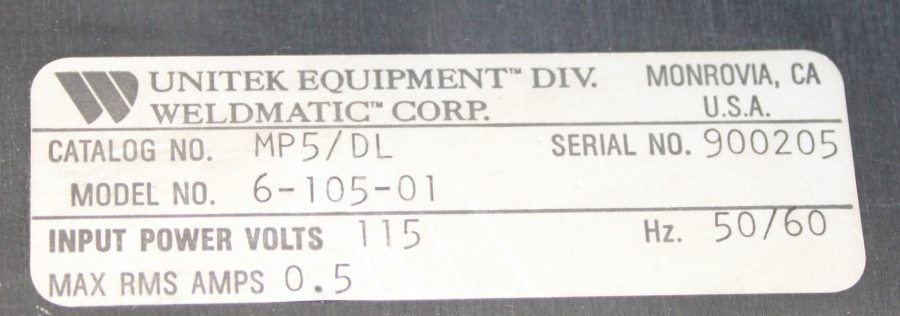 UNITEK EQUIPMENT™ DIV. MONROVIA, CA
WELDMATIC™ CORP. U.S.A.
CATALOG NO. MP5/DL SERIAL NO. 900205
MODEL NO. 6-105-01
INPUT POWER VOLTS 115 Hz. 50/60
MAX RMS AMPS 0.5